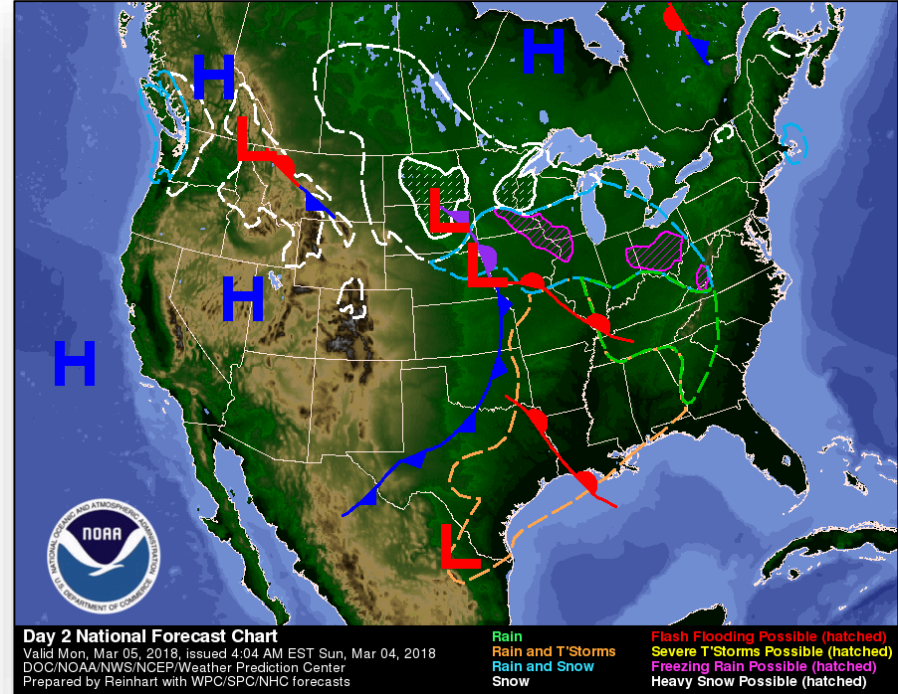 H
H
L
L
L
H
H
NOAA
NATIONAL OCEANIC AND ATMOSPHERIC ADMINISTRATION
U.S. DEPARTMENT OF COMMERCE
L
Day 2 National Forecast Chart
Valid Mon, Mar 05, 2018, issued 4:04 AM EST Sun, Mar 04, 2018
DOC/NOAA/NWS/NCEP/Weather Prediction Center
Prepared by Reinhart with WPC/SPC/NHC forecasts
Rain
Rain and T'Storms
Rain and Snow
Snow
Flash Flooding Possible (hatched)
Severe T'Storms Possible (hatched)
Freezing Rain Possible (hatched)
Heavy Snow Possible (hatched)